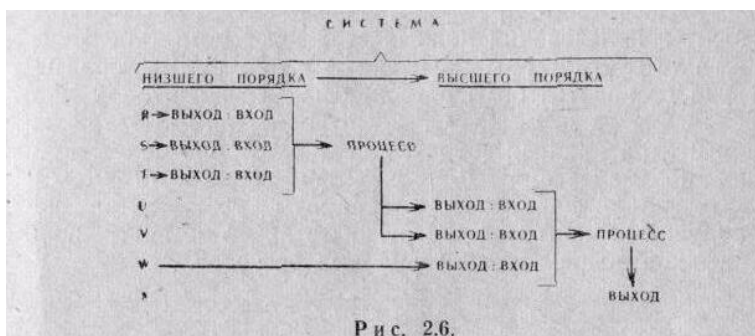 СИСТЕМА
НИЗШЕГО ПОРЯДКА → ВЫСШЕГО ПОРЯДКА
R → ВЫХОД : ВХОД
S → ВЫХОД : ВХОД → ПРОЦЕСС
T → ВЫХОД : ВХОД
U ВЫХОД : ВХОД
V ВЫХОД : ВХОД → ПРОЦЕСС
W → ВЫХОД : ВХОД
ВЫХОД
Рис. 2.6.